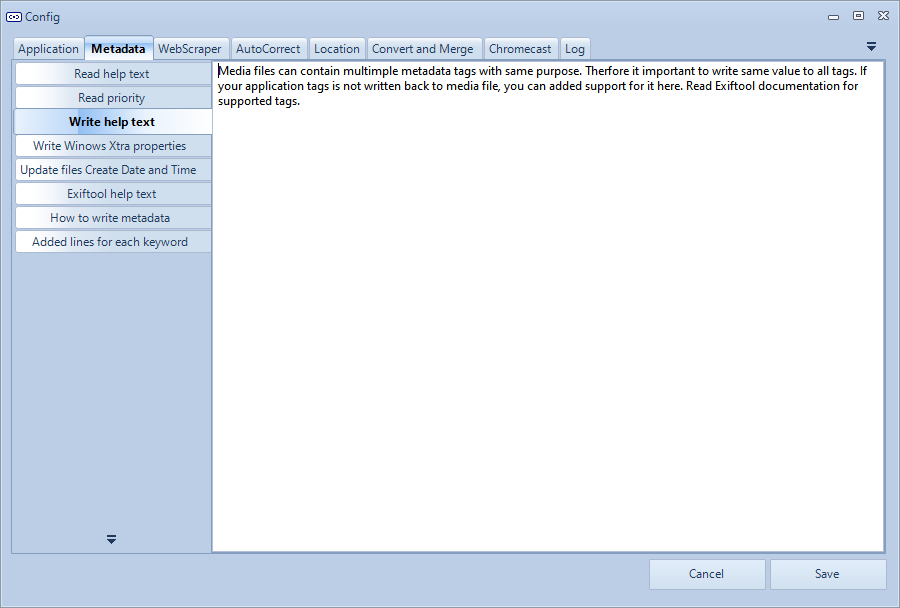 Config
Application Metadata WebScraper AutoCorrect Location Convert and Merge Chromecast Log
Read help text
Read priority
Write help text
Write Winows Xtra properties
Update files Create Date and Time
Exiftool help text
How to write metadata
Added lines for each keyword
Media files can contain multimple metadata tags with same purpose. Therfore it important to write same value to all tags. If
your application tags is not written back to media file, you can added support for it here. Read Exiftool documentation for
supported tags.
Cancel Save